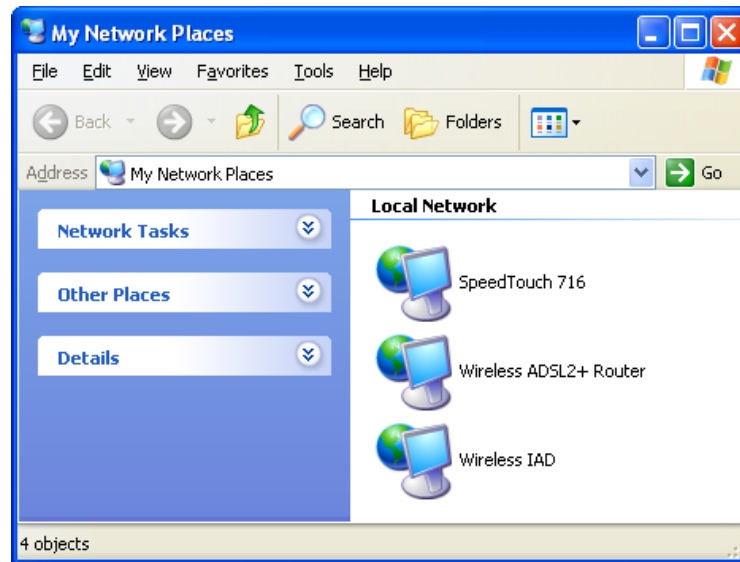 My Network Places
File Edit View Favorites Tools Help
Back Search Folders
Address My Network Places Go
Network Tasks
Other Places
Details
Local Network
SpeedTouch 716
Wireless ADSL2+ Router
Wireless IAD
4 objects